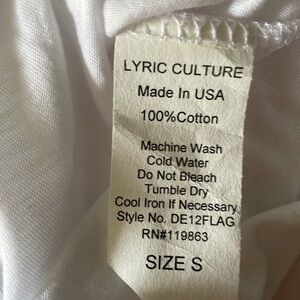 LYRIC CULTURE
Made In USA
100%Cotton
Machine Wash
Cold Water
Do Not Bleach
Tumble Dry
Cool Iron If Necessary
Style No. DE12FLAG
RN#119863
SIZE S